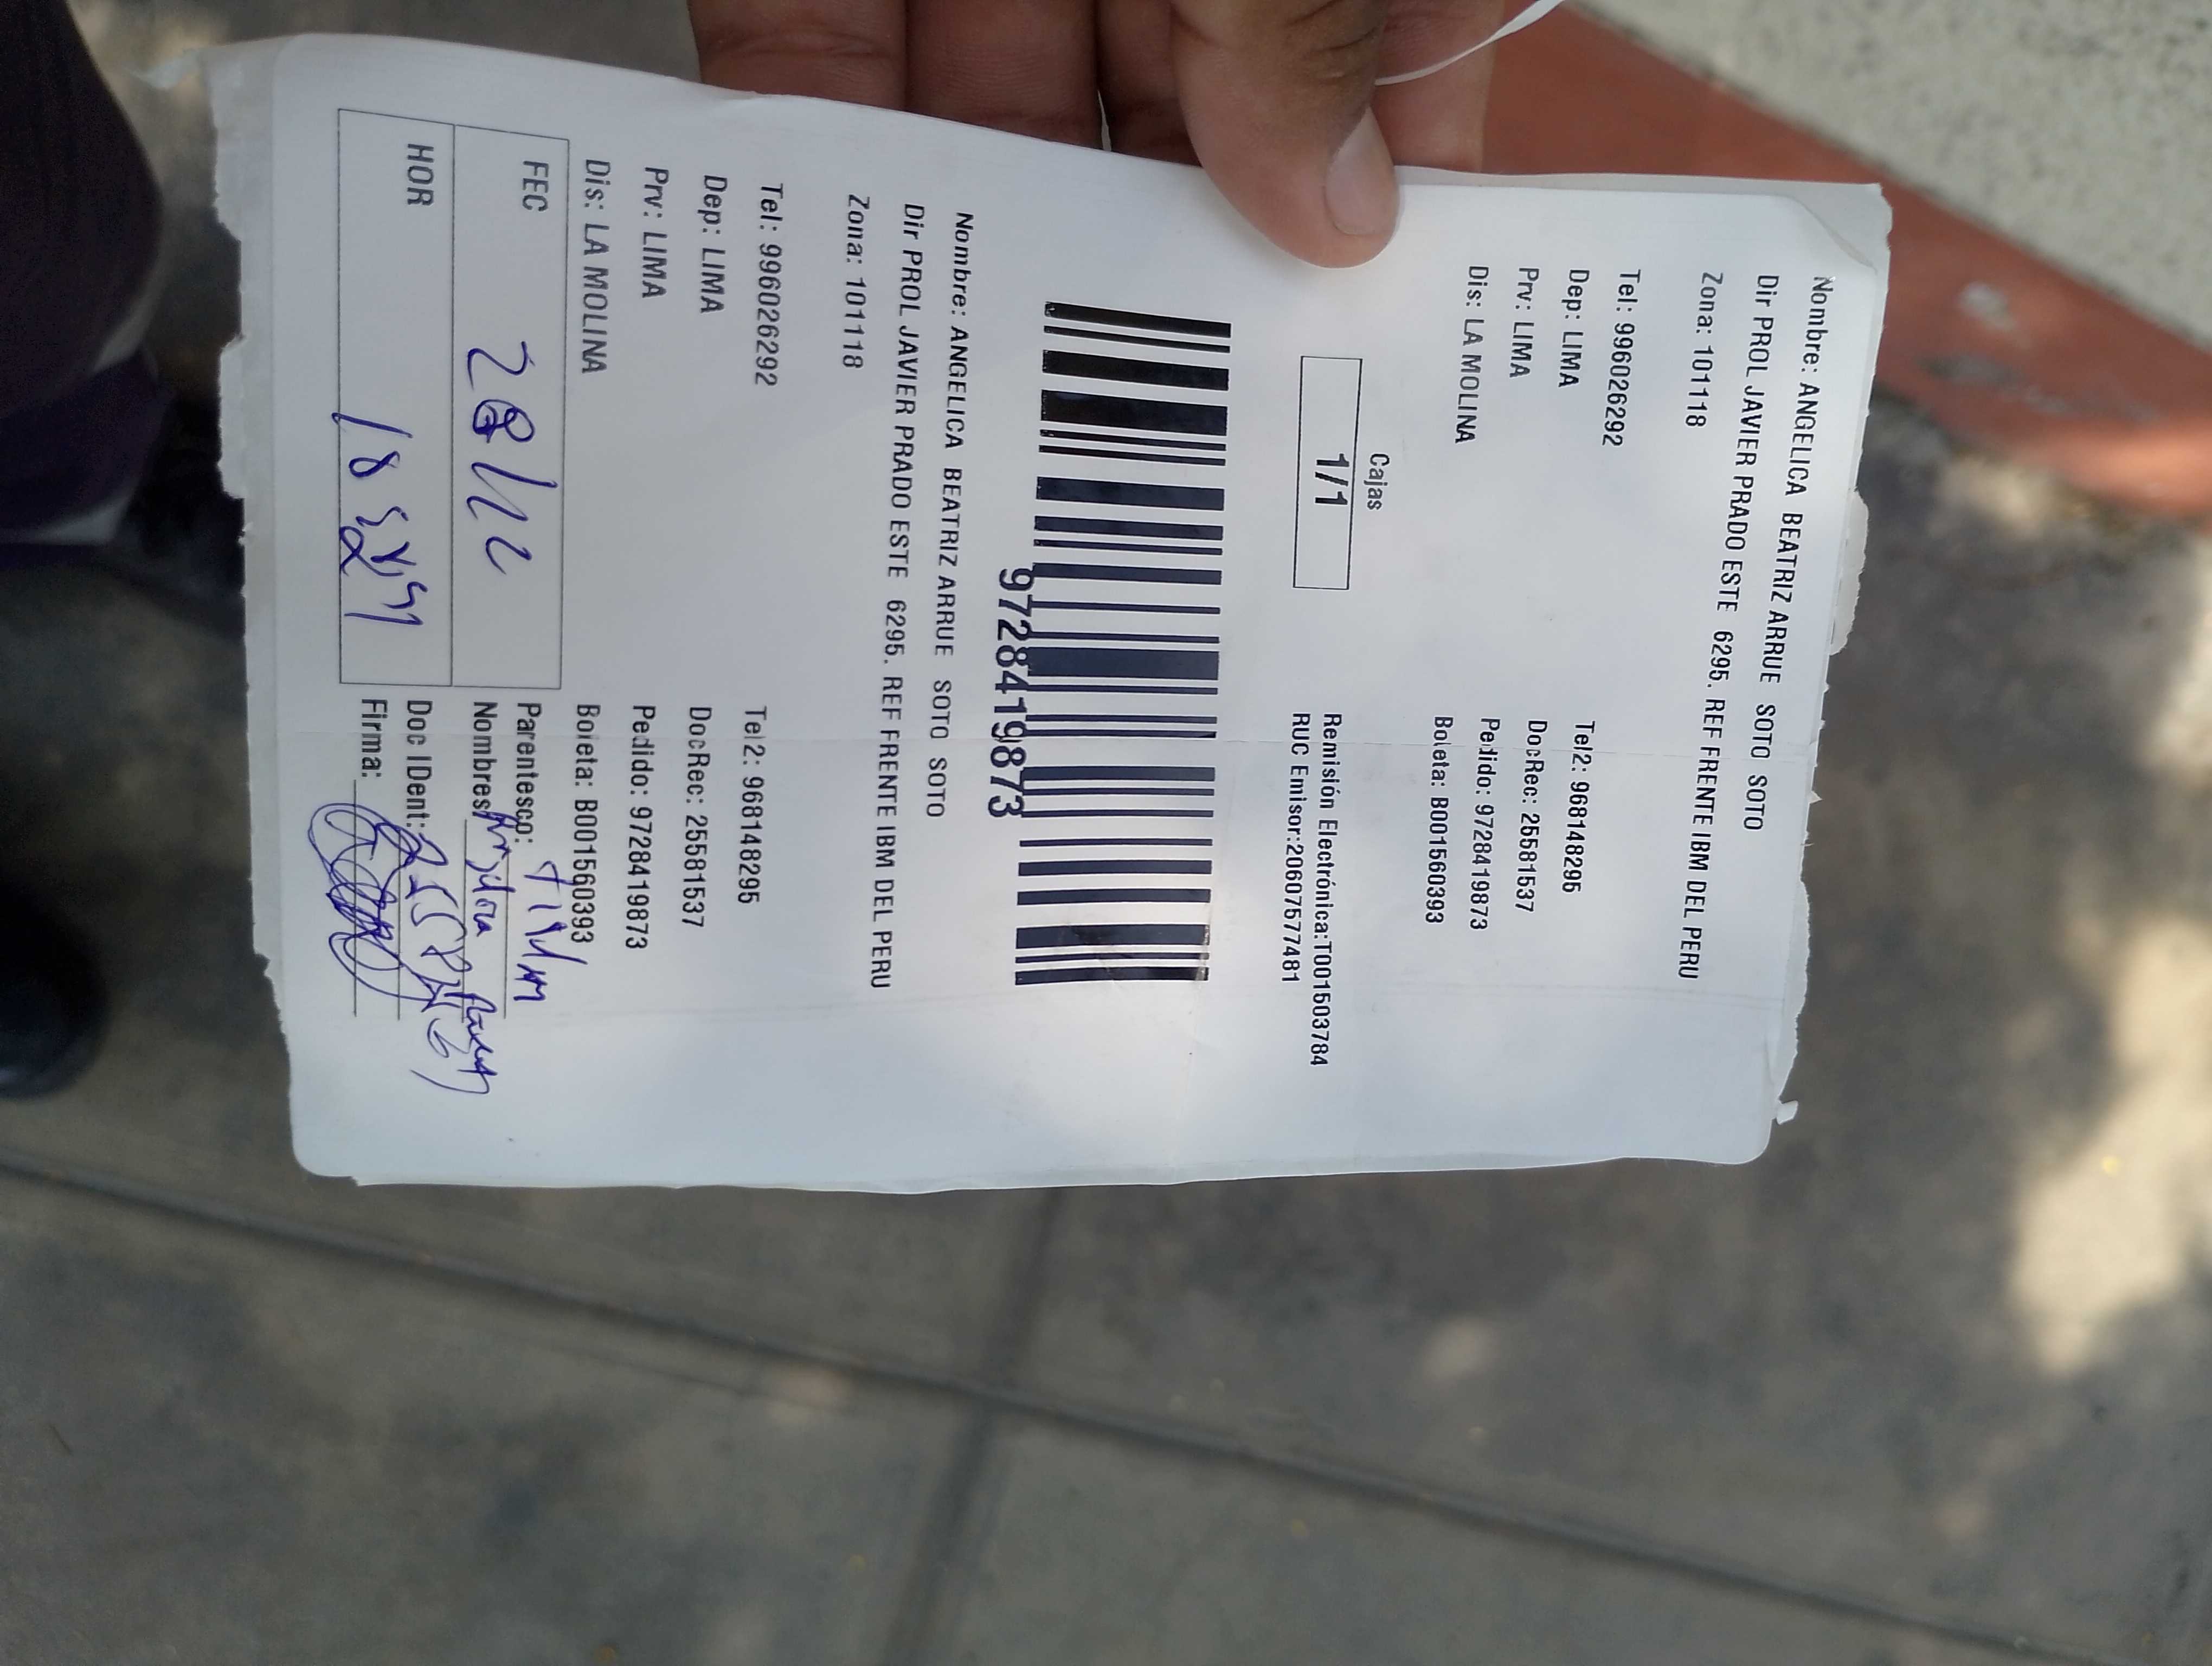 Nombre: ANGELICA BEATRIZ ARRUE SOTO SOTO
Dir PROL JAVIER PRADO ESTE 6295. REF FRENTE IBM DEL PERU
Zona: 101118
Tel: 996026292 Tel2: 968148295
Dep: LIMA DocRec: 25581537
Prv: LIMA Pedido: 9728419873
Dis: LA MOLINA Boleta: B001560393
Cajas
1/1
Remisión Electrónica:T001503784
RUC Emisor:20607577481
9728419873
Nombre: ANGELICA BEATRIZ ARRUE SOTO SOTO
Dir PROL JAVIER PRADO ESTE 6295. REF FRENTE IBM DEL PERU
Zona: 101118
Tel: 996026292 Tel2: 968148295
Dep: LIMA DocRec: 25581537
Prv: LIMA Pedido: 9728419873
Dis: LA MOLINA Boleta: B001560393
FEC Parentesco:
Nombres:
HOR Doc IDent:
Firma: